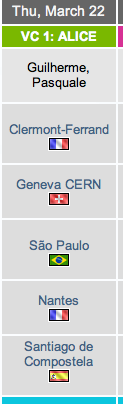 Thu, March 22
VC 1: ALICE
Guilherme,
Pasquale
Clermont-Ferrand
Geneva CERN
São Paulo
Nantes
Santiago de
Compostela